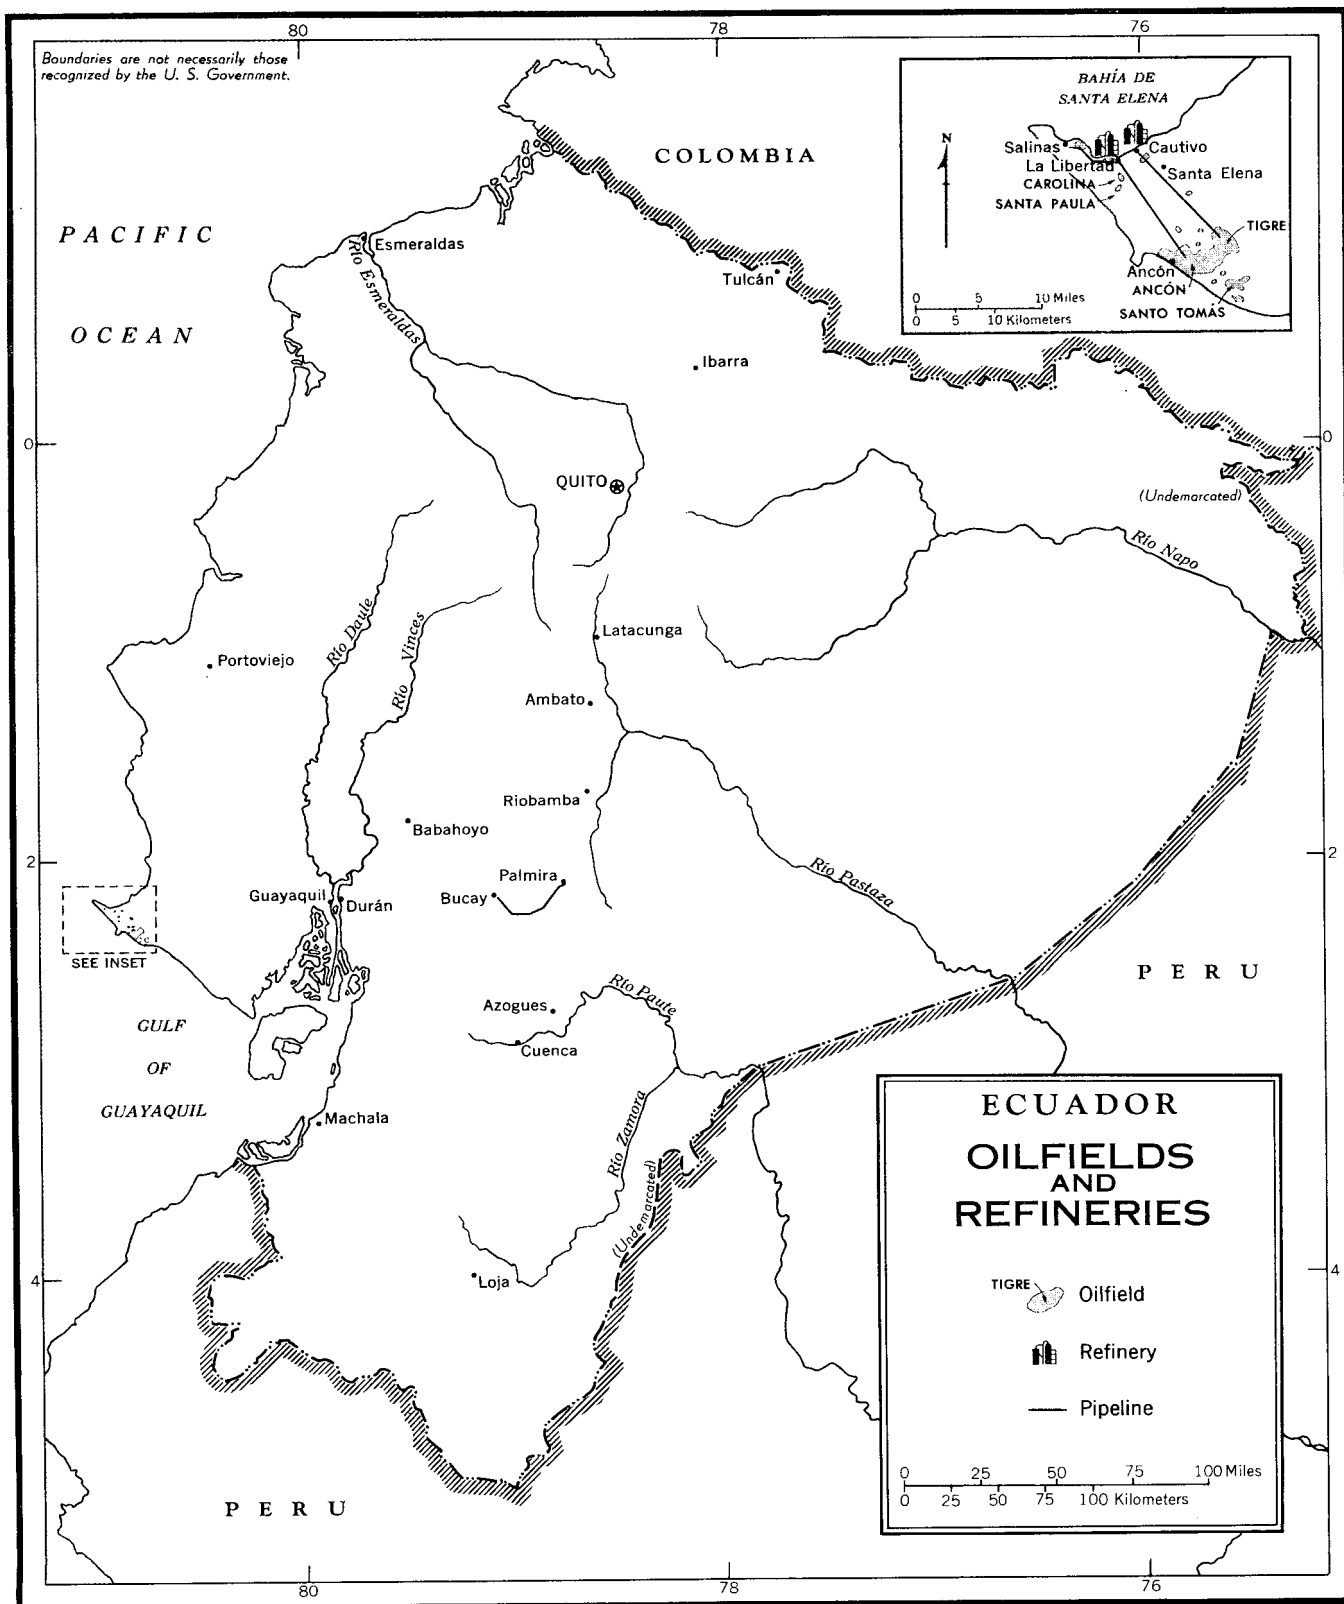 80
78
76
Boundaries are not necessarily those
recognized by the U. S. Government.
BAHÍA DE
SANTA ELENA
N
Salinas
Cautivo
La Libertad
Santa Elena
CAROLINA
SANTA PAULA
TIGRE
Ancón
ANCÓN
SANTO TOMÁS
0 5 10 Miles
0 5 10 Kilometers
COLOMBIA
PACIFIC
OCEAN
Esmeraldas
Río Esmeraldas
Tulcán
Ibarra
0
0
QUITO
(Undemarcated)
Río Napo
Río Daule
Río Vinces
Latacunga
Portoviejo
Ambato
Riobamba
Babahoyo
2
2
Palmira
Río Pastaza
Guayaquil
Durán
Bucay
SEE INSET
PERU
Azogues
Río Paute
GULF
OF
GUAYAQUIL
Cuenca
Machala
Río Zamora
(Undemarcated)
Loja
4
4
PERU
ECUADOR
OILFIELDS
AND
REFINERIES
TIGRE
Oilfield
Refinery
Pipeline
0 25 50 75 100 Miles
0 25 50 75 100 Kilometers
80
78
76